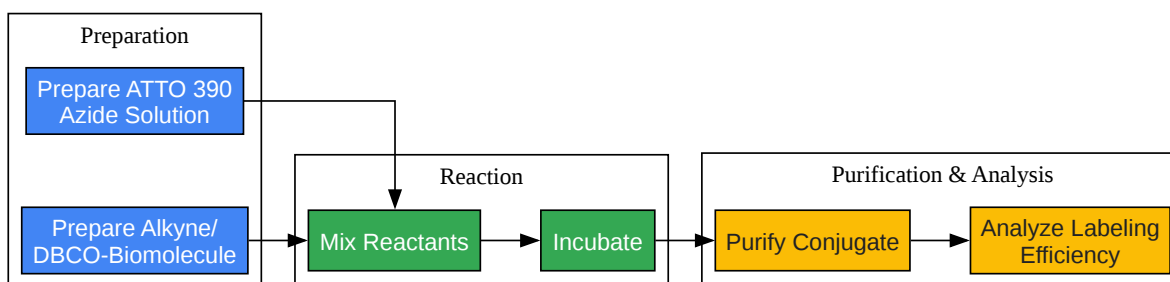 Preparation
Prepare ATTO 390
Azide Solution
Prepare Alkyne/
DBCO-Biomolecule
Reaction
Mix Reactants
Incubate
Purification & Analysis
Purify Conjugate
Analyze Labeling
Efficiency